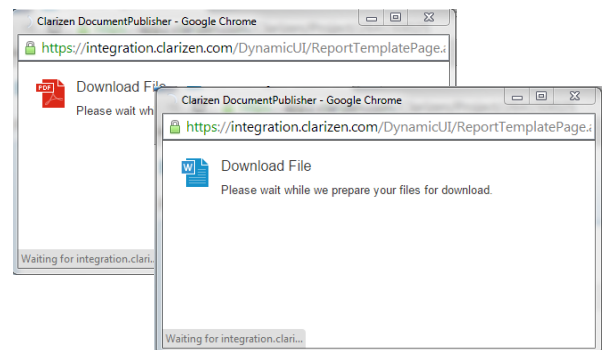 Clarizen DocumentPublisher - Google Chrome
https://integration.clarizen.com/DynamicUI/ReportTemplatePage.a
PDF
Download File
Please wait wh
Waiting for integration.clari...
Clarizen DocumentPublisher - Google Chrome
https://integration.clarizen.com/DynamicUI/ReportTemplatePage.a
W
Download File
Please wait while we prepare your files for download.
Waiting for integration.clari...